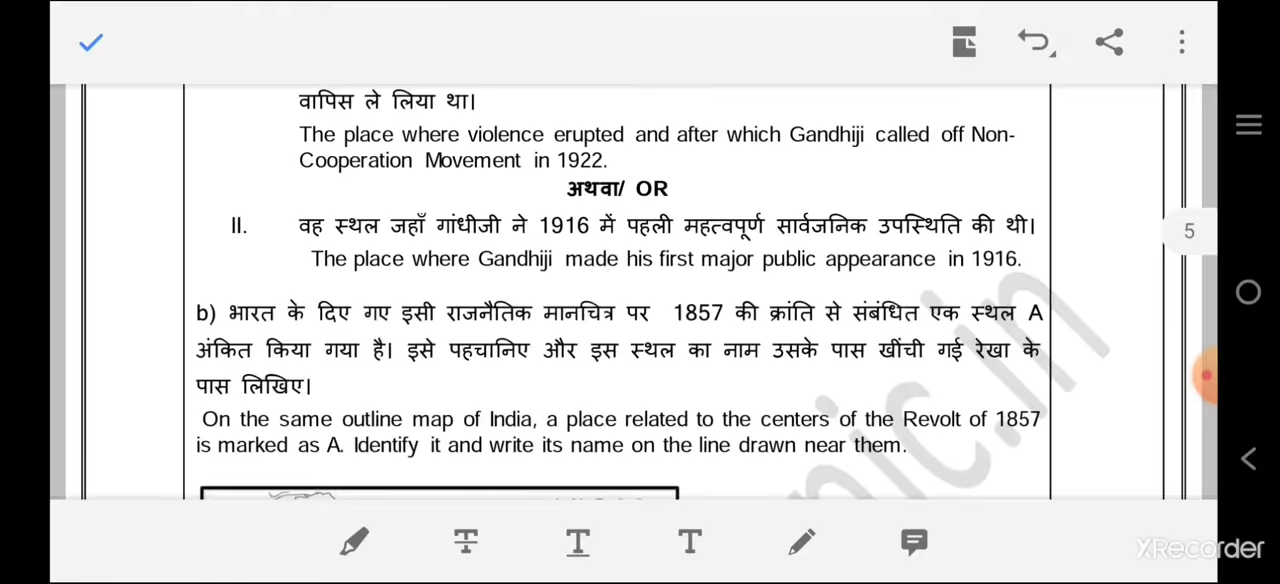 वापिस ले लिया था।
The place where violence erupted and after which Gandhiji called off Non-
Cooperation Movement in 1922.
अथवा/ OR
II. वह स्थल जहाँ गांधीजी ने 1916 में पहली महत्वपूर्ण सार्वजनिक उपस्थिति की थी।
The place where Gandhiji made his first major public appearance in 1916.
5
b) भारत के दिए गए इसी राजनैतिक मानचित्र पर 1857 की क्रांति से संबंधित एक स्थल A
अंकित किया गया है। इसे पहचानिए और इस स्थल का नाम उसके पास खींची गई रेखा के
पास लिखिए।
On the same outline map of India, a place related to the centers of the Revolt of 1857
is marked as A. Identify it and write its name on the line drawn near them.
nic.in
T T T
XRecorder